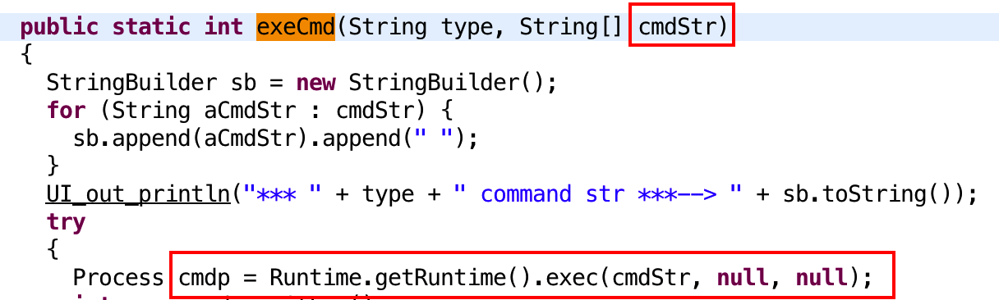 public static int exeCmd(String type, String[] cmdStr)
{
StringBuilder sb = new StringBuilder();
for (String aCmdStr : cmdStr) {
sb.append(aCmdStr).append(" ");
}
UI_out_println("*** " + type + " command str ***--> " + sb.toString());
try
{
Process cmdp = Runtime.getRuntime().exec(cmdStr, null, null);